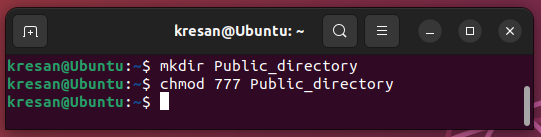 kresan@Ubuntu: ~
kresan@Ubuntu:~$ mkdir Public_directory
kresan@Ubuntu:~$ chmod 777 Public_directory
kresan@Ubuntu:~$